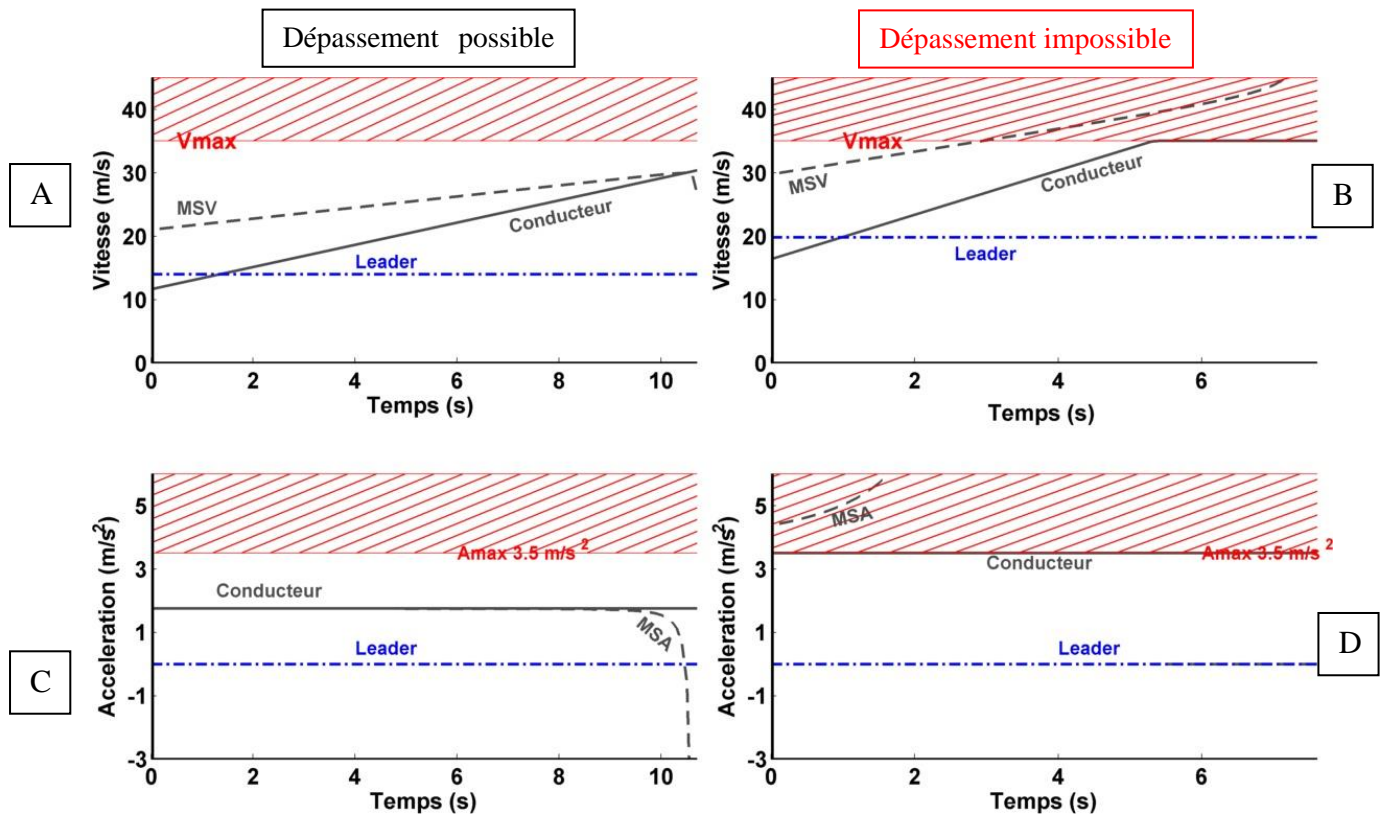 Dépassement possible
Dépassement impossible
A
Vitesse (m/s)
40
30
20
10
0
Vmax
MSV
Conducteur
Leader
0 2 4 6 8 10
Temps (s)
B
Vitesse (m/s)
40
30
20
10
0
Vmax
MSV
Conducteur
Leader
0 2 4 6
Temps (s)
C
Acceleration (m/s²)
5
3
1
-1
-3
Amax 3.5 m/s ²
Conducteur
MSA
Leader
0 2 4 6 8 10
Temps (s)
D
Acceleration (m/s²)
5
3
1
-1
-3
MSA
Amax 3.5 m/s ²
Conducteur
Leader
0 2 4 6
Temps (s)